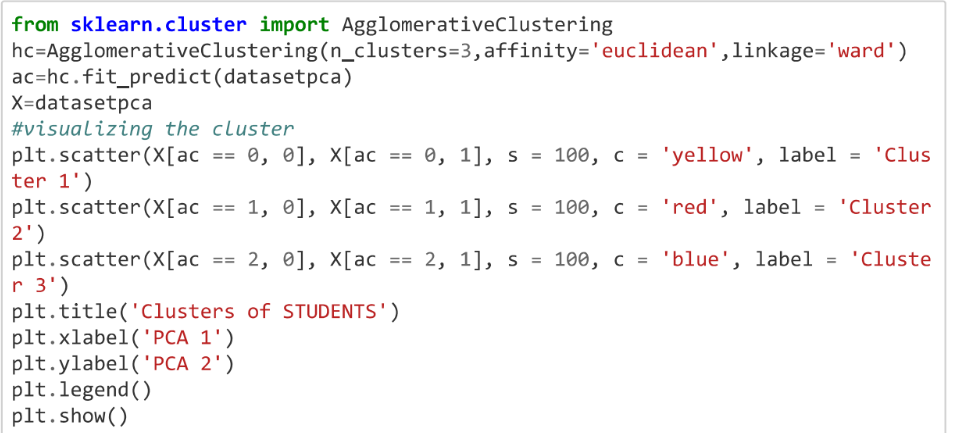 from sklearn.cluster import AgglomerativeClustering
hc=AgglomerativeClustering(n_clusters=3,affinity='euclidean',linkage='ward')
ac=hc.fit_predict(datasetpca)
X=datasetpca
#visualizing the cluster
plt.scatter(X[ac == 0, 0], X[ac == 0, 1], s = 100, c = 'yellow', label = 'Clus
ter 1')
plt.scatter(X[ac == 1, 0], X[ac == 1, 1], s = 100, c = 'red', label = 'Cluster
2')
plt.scatter(X[ac == 2, 0], X[ac == 2, 1], s = 100, c = 'blue', label = 'Cluste
r 3')
plt.title('Clusters of STUDENTS')
plt.xlabel('PCA 1')
plt.ylabel('PCA 2')
plt.legend()
plt.show()